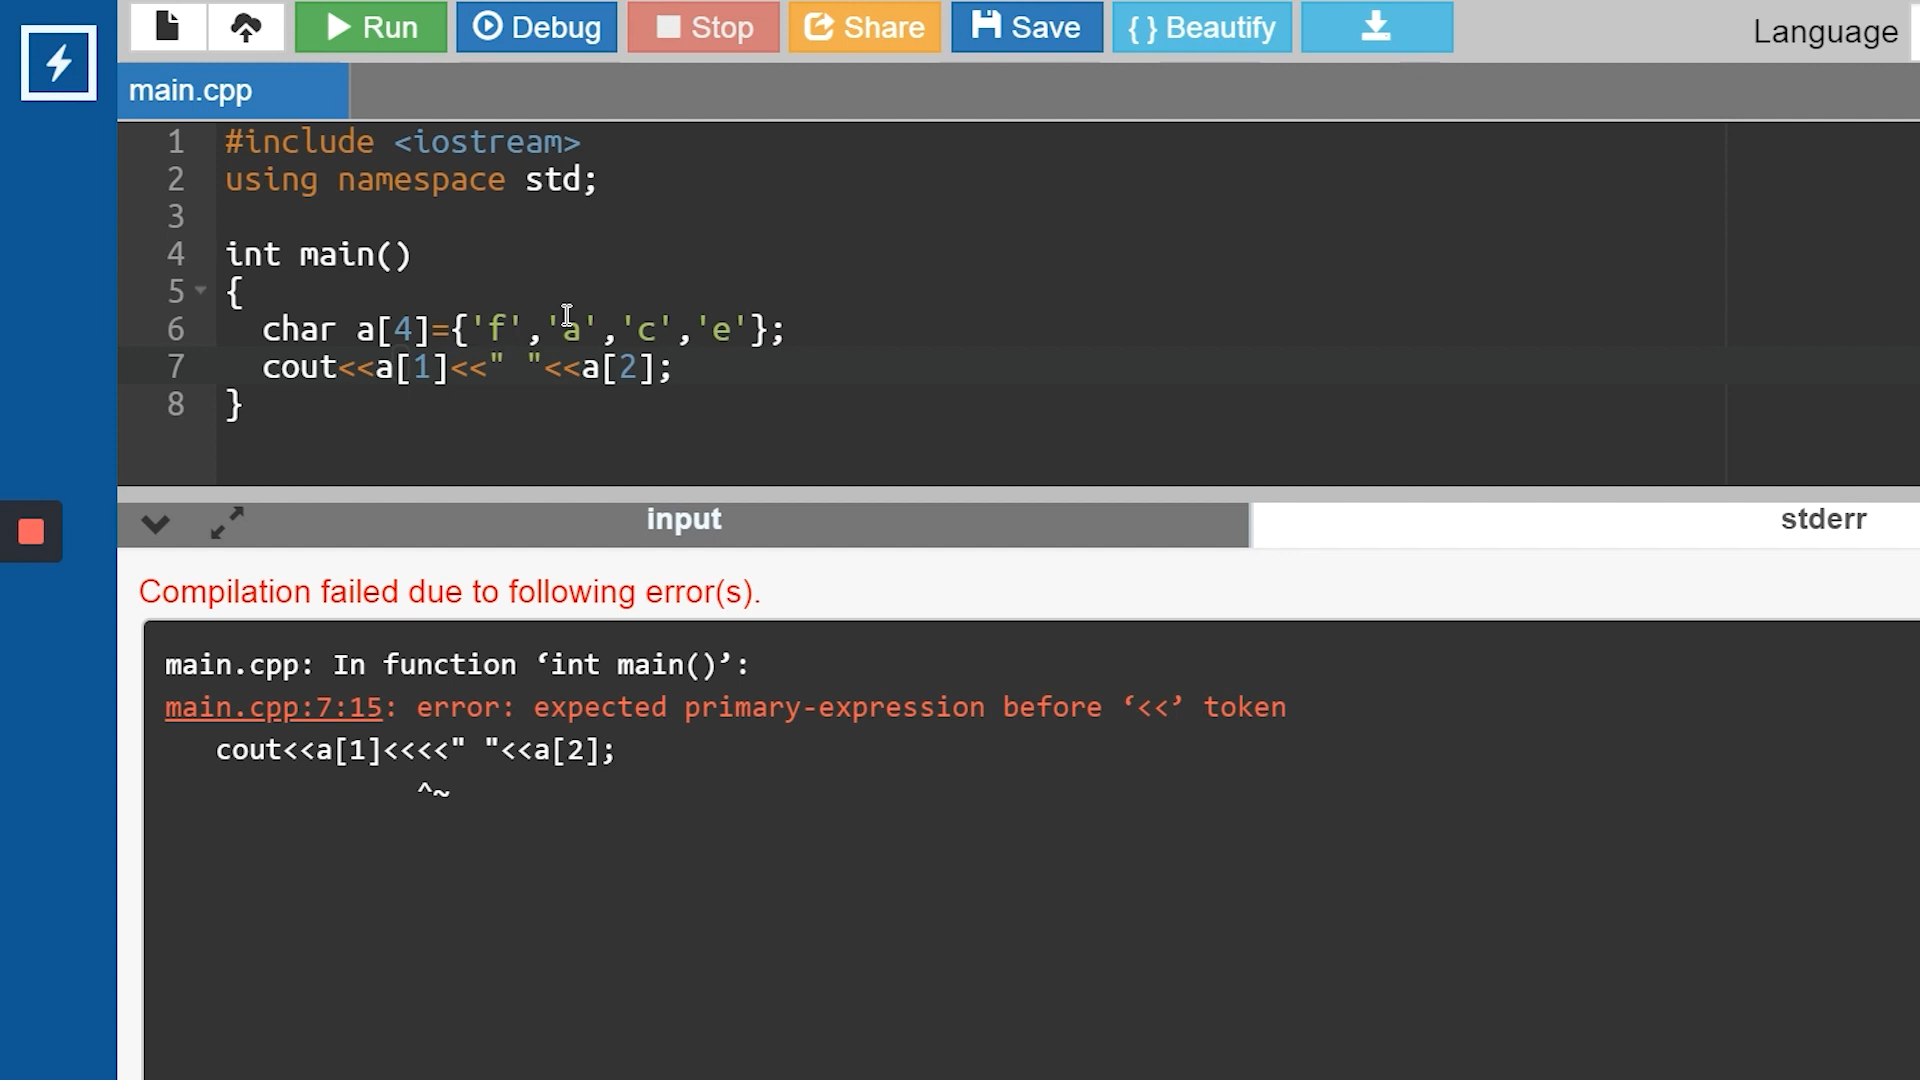 Run Debug Stop Share Save { } Beautify Language
main.cpp
1 #include <iostream>
2 using namespace std;
3
4 int main()
5 {
6 char a[4]={'f','a','c','e'};
7 cout<<a[1]<<" "<<a[2];
8 }
input stderr
Compilation failed due to following error(s).
main.cpp: In function ‘int main()’:
main.cpp:7:15: error: expected primary-expression before ‘<<’ token
cout<<a[1]<<<<" "<<a[2];
^~